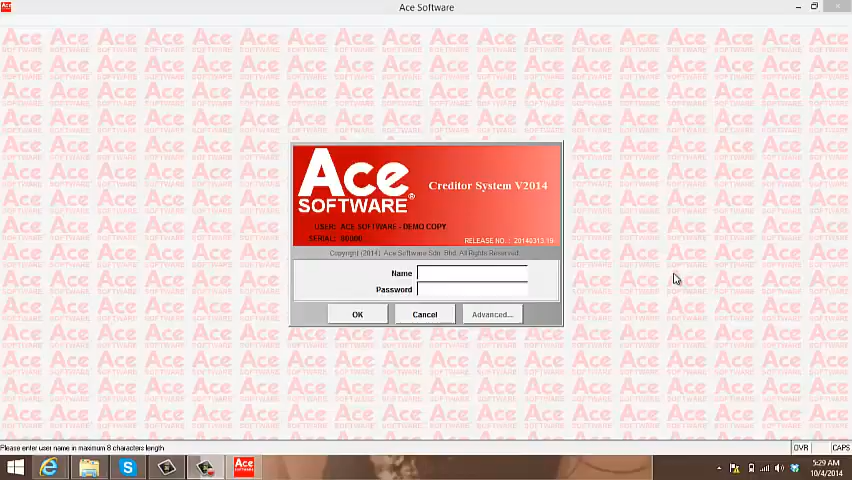 Ace Software
Ace
SOFTWARE®
Creditor System V2014
USER: ACE SOFTWARE - DEMO COPY
SERIAL: 00000
RELEASE NO. : 20140313.19
Copyright (2014) Ace Software Sdn. Bhd. All Rights Reserved.
Name
Password
OK Cancel Advanced...
Please enter user name in maximum 8 characters length
OVR CAPS
5:29 AM
10/4/2014